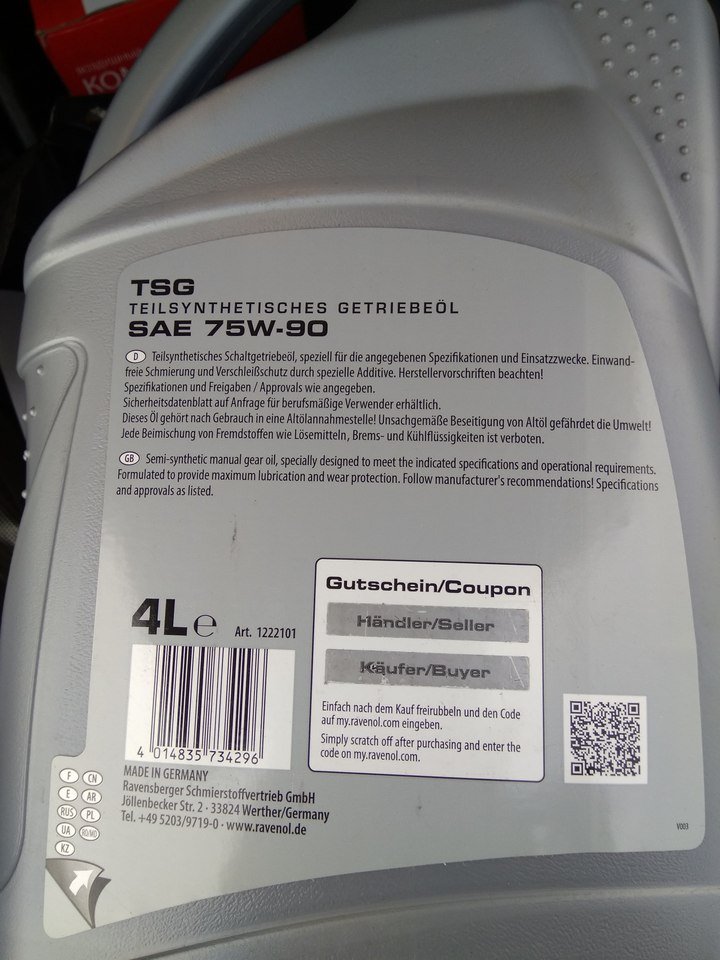 TSG
TEILSYNTHETISCHES GETRIEBEÖL
SAE 75W-90
D Teilsynthetisches Schaltgetriebeöl, speziell für die angegebenen Spezifikationen und Einsatzzwecke. Einwand-
freie Schmierung und Verschleißschutz durch spezielle Additive. Herstellervorschriften beachten!
Spezifikationen und Freigaben / Approvals wie angegeben.
Sicherheitsdatenblatt auf Anfrage für berufsmäßige Verwender erhältlich.
Dieses Öl gehört nach Gebrauch in eine Altölannahmestelle! Unsachgemäße Beseitigung von Altöl gefährdet die Umwelt!
Jede Beimischung von Fremdstoffen wie Lösemitteln, Brems- und Kühlflüssigkeiten ist verboten.
GB Semi-synthetic manual gear oil, specially designed to meet the indicated specifications and operational requirements.
Formulated to provide maximum lubrication and wear protection. Follow manufacturer's recommendations! Specifications
and approvals as listed.
4L e Art. 1222101
4 014835 734296
Gutschein/Coupon
Händler/Seller
Käufer/Buyer
Einfach nach dem Kauf freirubbeln und den Code
auf my.ravenol.com eingeben.
Simply scratch off after purchasing and enter the
code on my.ravenol.com.
MADE IN GERMANY
Ravensberger Schmierstoffvertrieb GmbH
Jöllenbecker Str. 2 · 33824 Werther/Germany
Tel. +49 5203/9719-0 · www.ravenol.de
F CN
E AR
RUS PL
UA RO/MD
KZ
V003